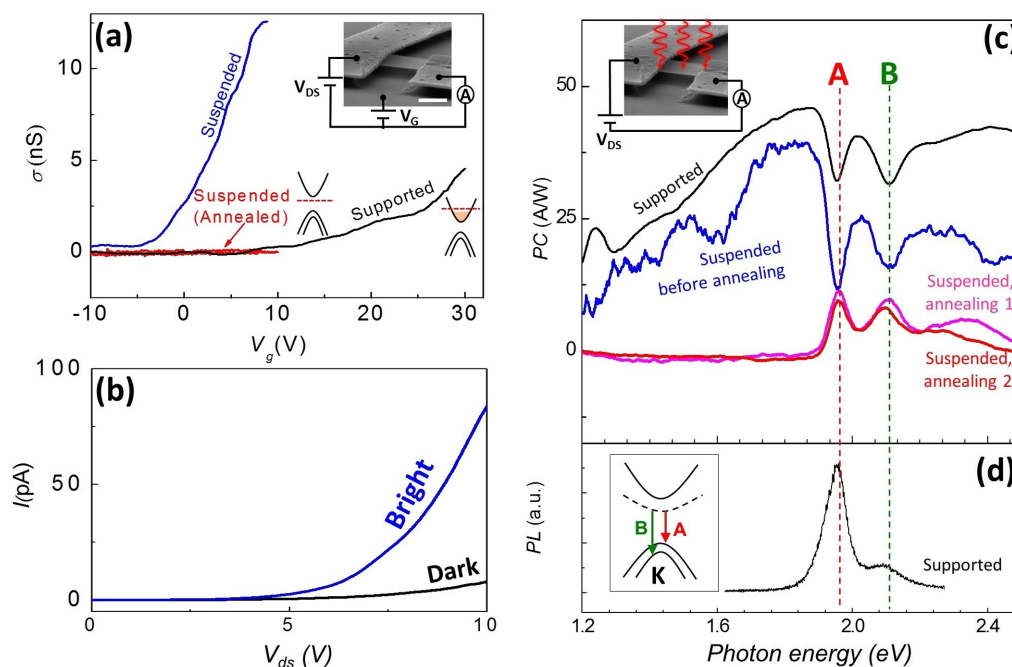 (a)
10
5
0
σ (nS)
Suspended
Suspended
(Annealed)
Supported
V_DS
V_G
A
-10
0
10
20
30
V_g (V)
(b)
100
50
0
I(pA)
Bright
Dark
0
5
10
V_ds (V)
(c)
A
B
50
25
0
PC (A/W)
V_DS
A
Supported
Suspended
before annealing
Suspended,
annealing 1
Suspended,
annealing 2
(d)
PL (a.u.)
B
A
K
Supported
1.2
1.6
2.0
2.4
Photon energy (eV)